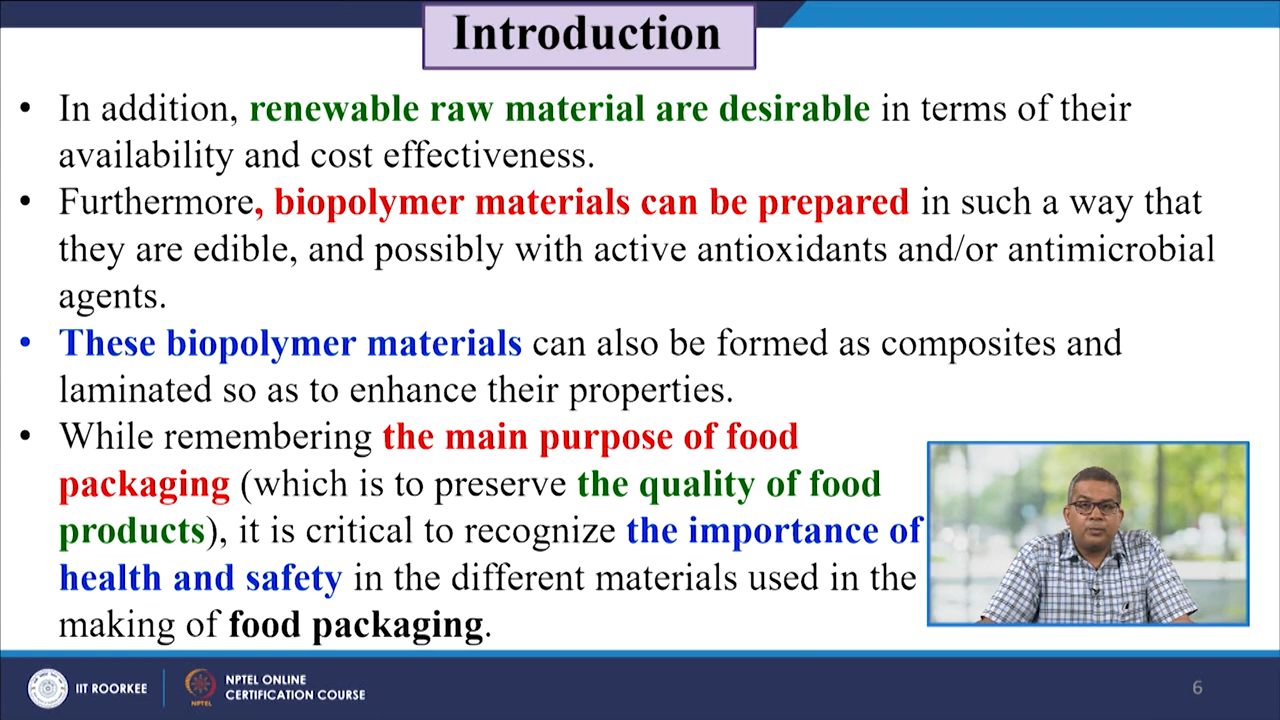 Introduction
• In addition, renewable raw material are desirable in terms of their
availability and cost effectiveness.
• Furthermore, biopolymer materials can be prepared in such a way that
they are edible, and possibly with active antioxidants and/or antimicrobial
agents.
• These biopolymer materials can also be formed as composites and
laminated so as to enhance their properties.
• While remembering the main purpose of food
packaging (which is to preserve the quality of food
products), it is critical to recognize the importance of
health and safety in the different materials used in the
making of food packaging.
IIT ROORKEE
NPTEL
NPTEL ONLINE
CERTIFICATION COURSE
6